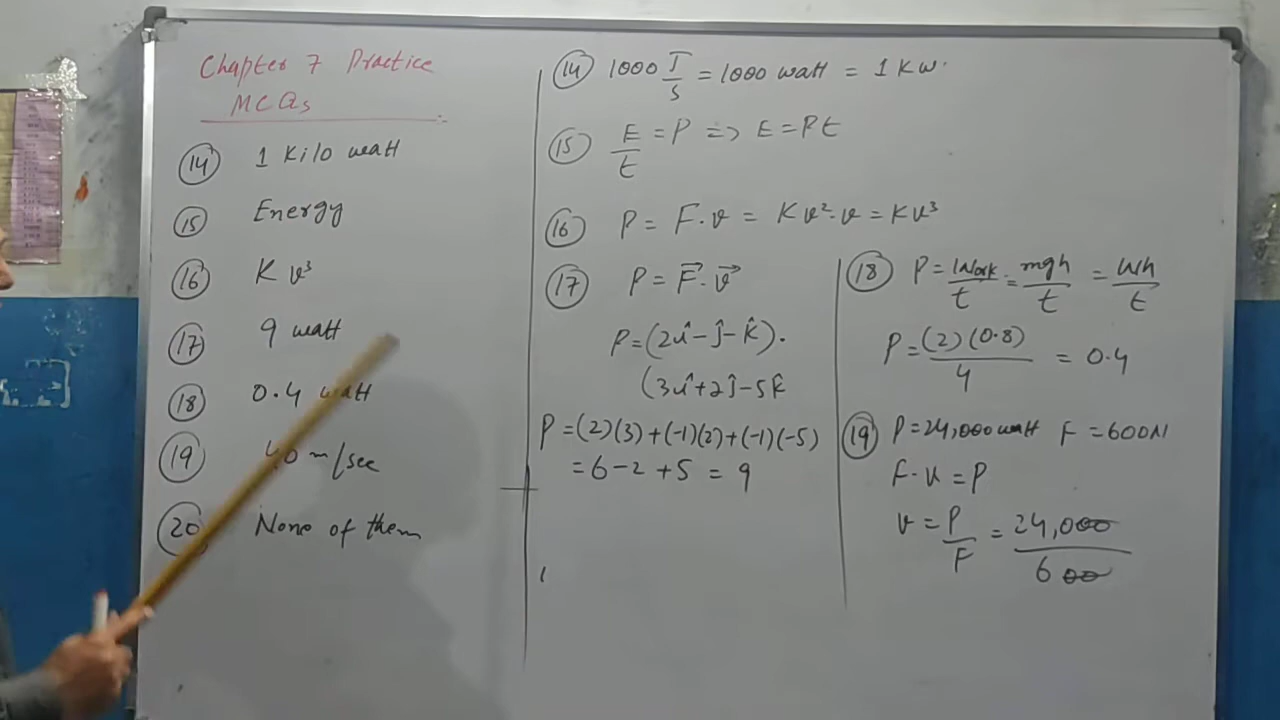 Chapter 7 Practice
MCQs
14 1 Kilo watt
15 Energy
16 K v³
17 9 watt
18 0.4 watt
19 40 m/sec
20 None of them
14 1000 J/s = 1000 watt = 1 KW.
15 E/t = P => E = Pt
16 P = F.v = Kv².v = Kv³
17 P = F⃗.v⃗
P = (2î-ĵ-k̂).
(3î+2ĵ-5k̂
P = (2)(3)+(-1)(2)+(-1)(-5)
= 6-2+5 = 9
18 P = Work/t = mgh/t = Wh/t
P = (2)(0.8)/4 = 0.4
19 P = 24,000 watt F = 600N
F.v = P
v = P/F = 24,000/600